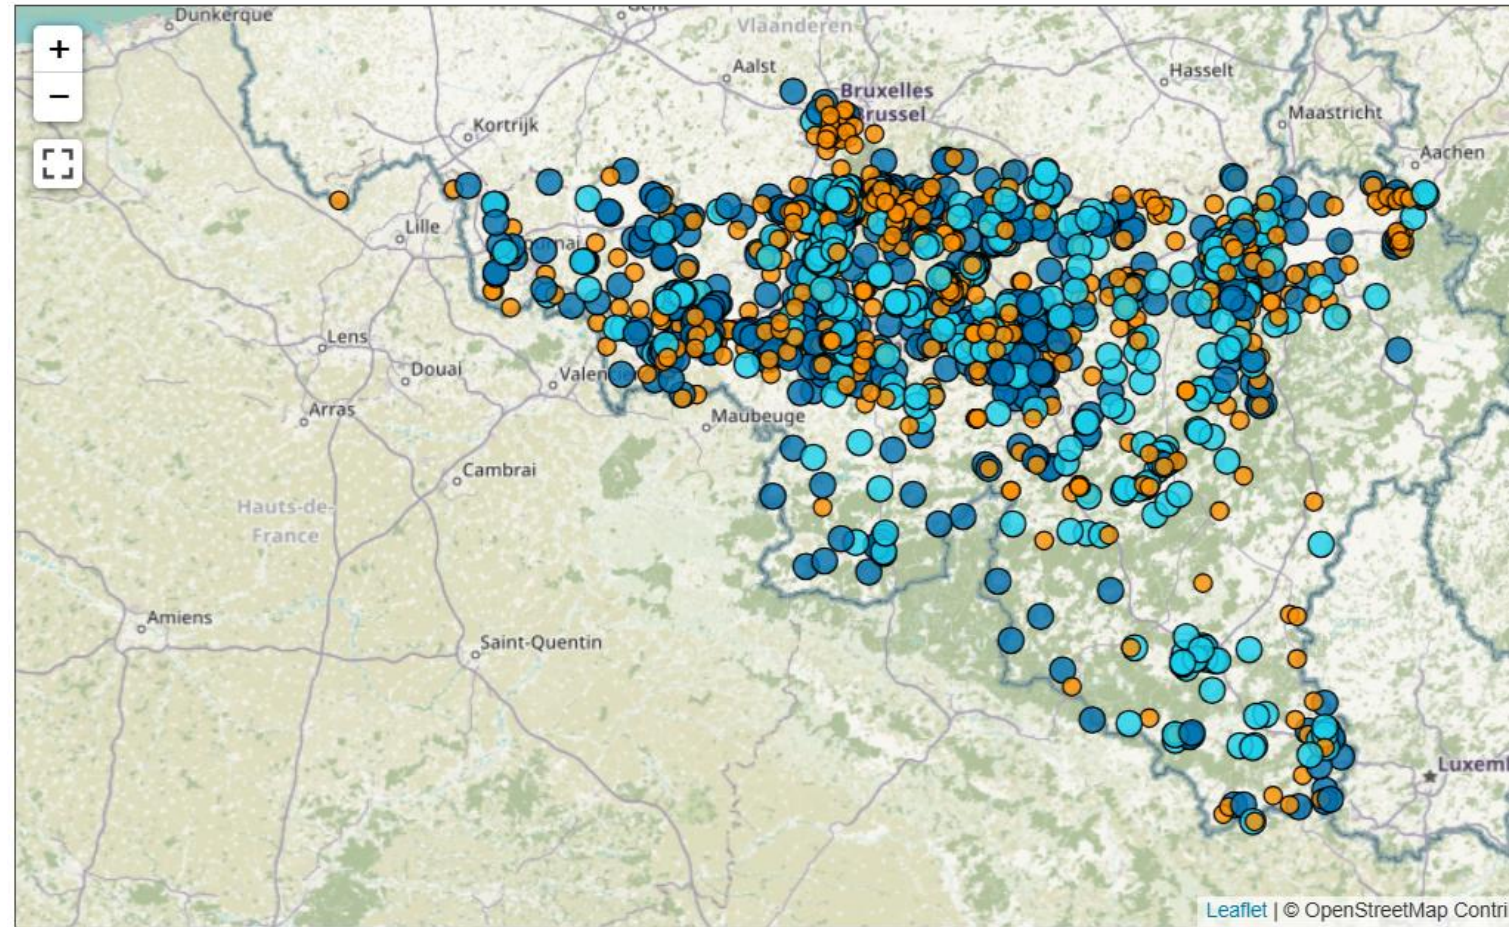 Dunkerque
Vlaanderen
+
Aalst
Hasselt
−
Bruxelles
Brussel
Maastricht
Kortrijk
Aachen
Lille
Lens
Douai
Arras
Maubeuge
Cambrai
Hauts-de-
France
Amiens
Saint-Quentin
Leaflet | © OpenStreetMap Contri